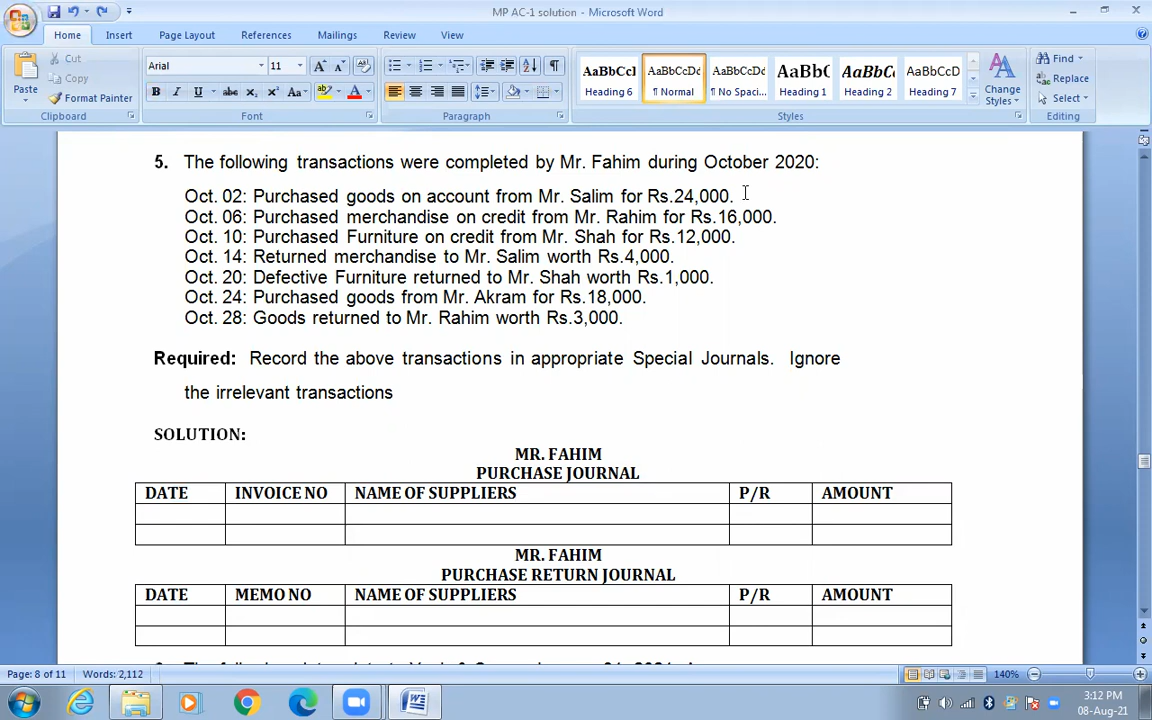 MP AC-1 solution - Microsoft Word
Home Insert Page Layout References Mailings Review View
Paste
Cut
Copy
Format Painter
Clipboard
Arial 11
Font
Paragraph
AaBbCcI AaBbCcDd AaBbCcDd AaBbC AaBbCc AaBbCcD
Heading 6 ¶ Normal ¶ No Spaci... Heading 1 Heading 2 Heading 7
Change Styles
Styles
Find
Replace
Select
Editing
5. The following transactions were completed by Mr. Fahim during October 2020:
Oct. 02: Purchased goods on account from Mr. Salim for Rs.24,000.
Oct. 06: Purchased merchandise on credit from Mr. Rahim for Rs.16,000.
Oct. 10: Purchased Furniture on credit from Mr. Shah for Rs.12,000.
Oct. 14: Returned merchandise to Mr. Salim worth Rs.4,000.
Oct. 20: Defective Furniture returned to Mr. Shah worth Rs.1,000.
Oct. 24: Purchased goods from Mr. Akram for Rs.18,000.
Oct. 28: Goods returned to Mr. Rahim worth Rs.3,000.
Required: Record the above transactions in appropriate Special Journals. Ignore
the irrelevant transactions
SOLUTION:
MR. FAHIM
PURCHASE JOURNAL
DATE INVOICE NO NAME OF SUPPLIERS P/R AMOUNT
MR. FAHIM
PURCHASE RETURN JOURNAL
DATE MEMO NO NAME OF SUPPLIERS P/R AMOUNT
Page: 8 of 11 Words: 2,112 140%
3:12 PM
08-Aug-21